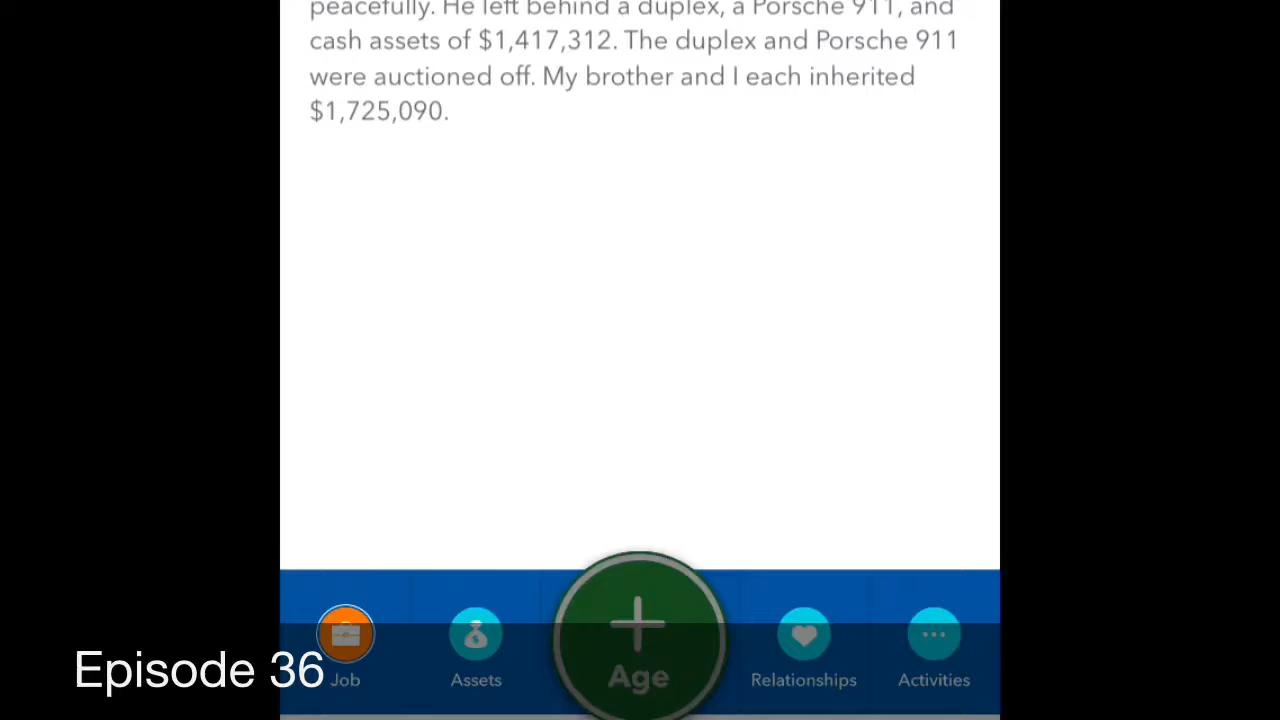 peacefully. He left behind a duplex, a Porsche 911, and
cash assets of $1,417,312. The duplex and Porsche 911
were auctioned off. My brother and I each inherited
$1,725,090.
Episode 36
Job
Assets
Age
Relationships
Activities